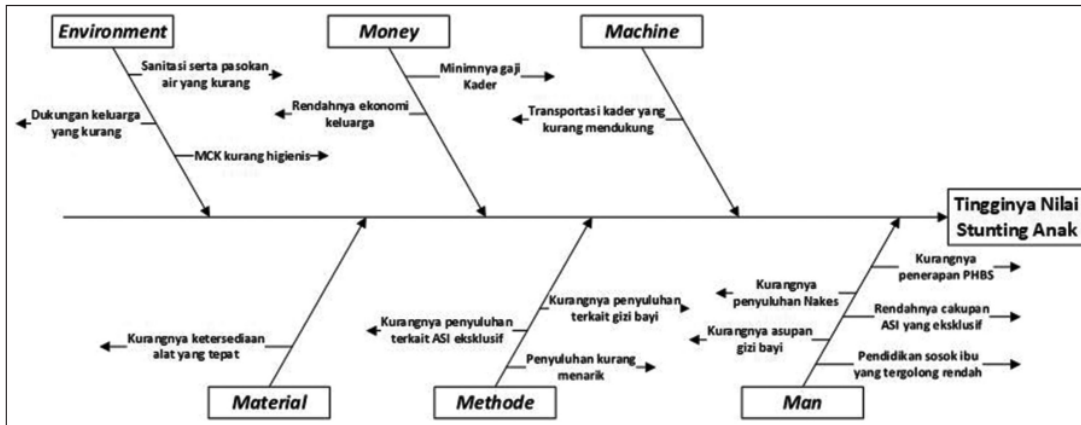 Environment
Money
Machine
Sanitasi serta pasokan
air yang kurang
Minimnya gaji
Kader
Dukungan keluarga
yang kurang
Rendahnya ekonomi
keluarga
Transportasi kader yang
kurang mendukung
MCK kurang higienis
Tingginya Nilai
Stunting Anak
Kurangnya
penerapan PHBS
Kurangnya
penyuluhan Nakes
Kurangnya penyuluhan
terkait gizi bayi
Rendahnya cakupan
ASI yang eksklusif
Kurangnya ketersediaan
alat yang tepat
Kurangnya penyuluhan
terkait ASI eksklusif
Kurangnya asupan
gizi bayi
Penyuluhan kurang
menarik
Pendidikan sosok ibu
yang tergolong rendah
Material
Methode
Man